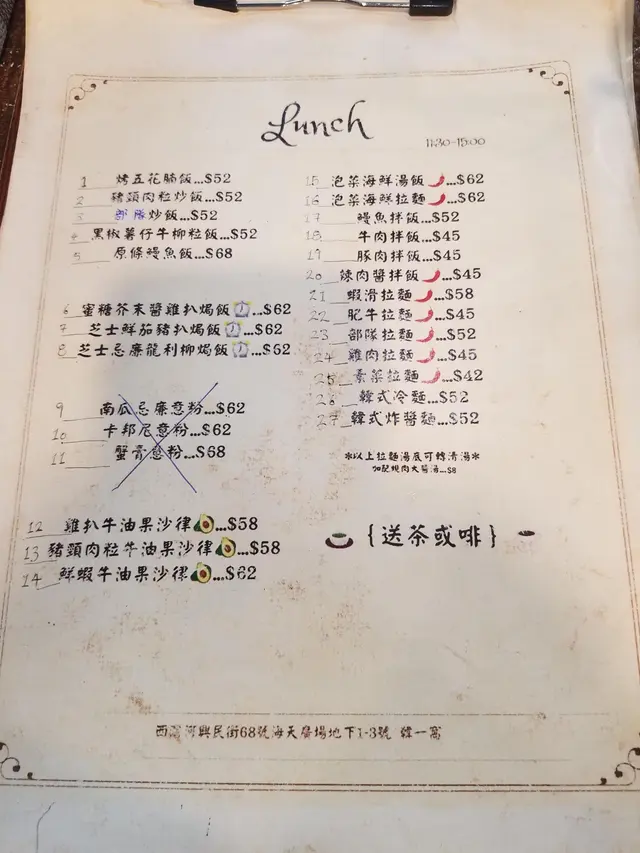 Lunch
11:30-15:00
1 烤五花腩飯...$52
2 豬頸肉粒炒飯...$52
3 部隊炒飯...$52
4 黑椒薯仔牛柳粒飯...$52
5 原條鰻魚飯...$68
6 蜜糖芥末醬雞扒焗飯...$62
7 芝士鮮茄豬扒焗飯...$62
8 芝士忌廉龍利柳焗飯...$62
9 南瓜忌廉意粉...$62
10 卡邦尼意粉...$62
11 蟹膏意粉...$68
12 雞扒牛油果沙律...$58
13 豬頸肉粒牛油果沙律...$58
14 鮮蝦牛油果沙律...$62
15 泡菜海鮮湯飯...$62
16 泡菜海鮮拉麵...$62
17 鰻魚拌飯...$52
18 牛肉拌飯...$45
19 豚肉拌飯...$45
20 辣肉醬拌飯...$45
21 蝦滑拉麵...$58
22 肥牛拉麵...$45
23 部隊拉麵...$52
24 雞肉拉麵...$45
25 素菜拉麵...$42
26 韓式冷麵...$52
27 韓式炸醬麵...$52
*以上拉麵湯底可轉清湯*
加配燒肉大醬湯...$8
{送茶或啡}
西灣河興民街68號海天廣場地下1-3號 韓一窩